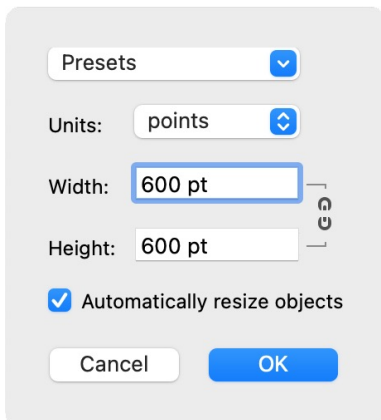 Presets
Units: points
Width: 600 pt
Height: 600 pt
Automatically resize objects
Cancel OK